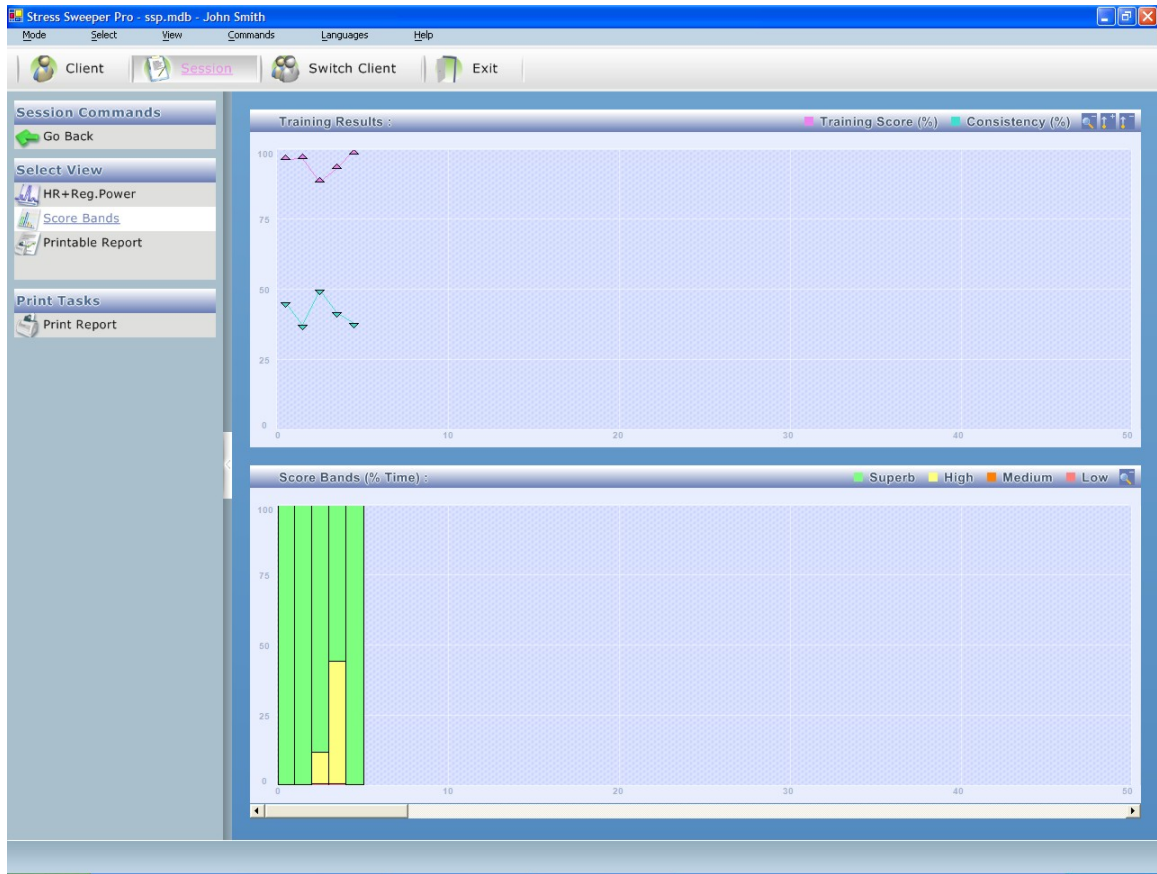 Stress Sweeper Pro - ssp.mdb - John Smith
Mode Select View Commands Languages Help
Client Session Switch Client Exit
Session Commands
Go Back
Select View
HR+Reg.Power
Score Bands
Printable Report
Print Tasks
Print Report
Training Results : Training Score (%) Consistency (%)
100
75
50
25
0
0 10 20 30 40 50
Score Bands (% Time) : Superb High Medium Low
100
75
50
25
0
0 10 20 30 40 50